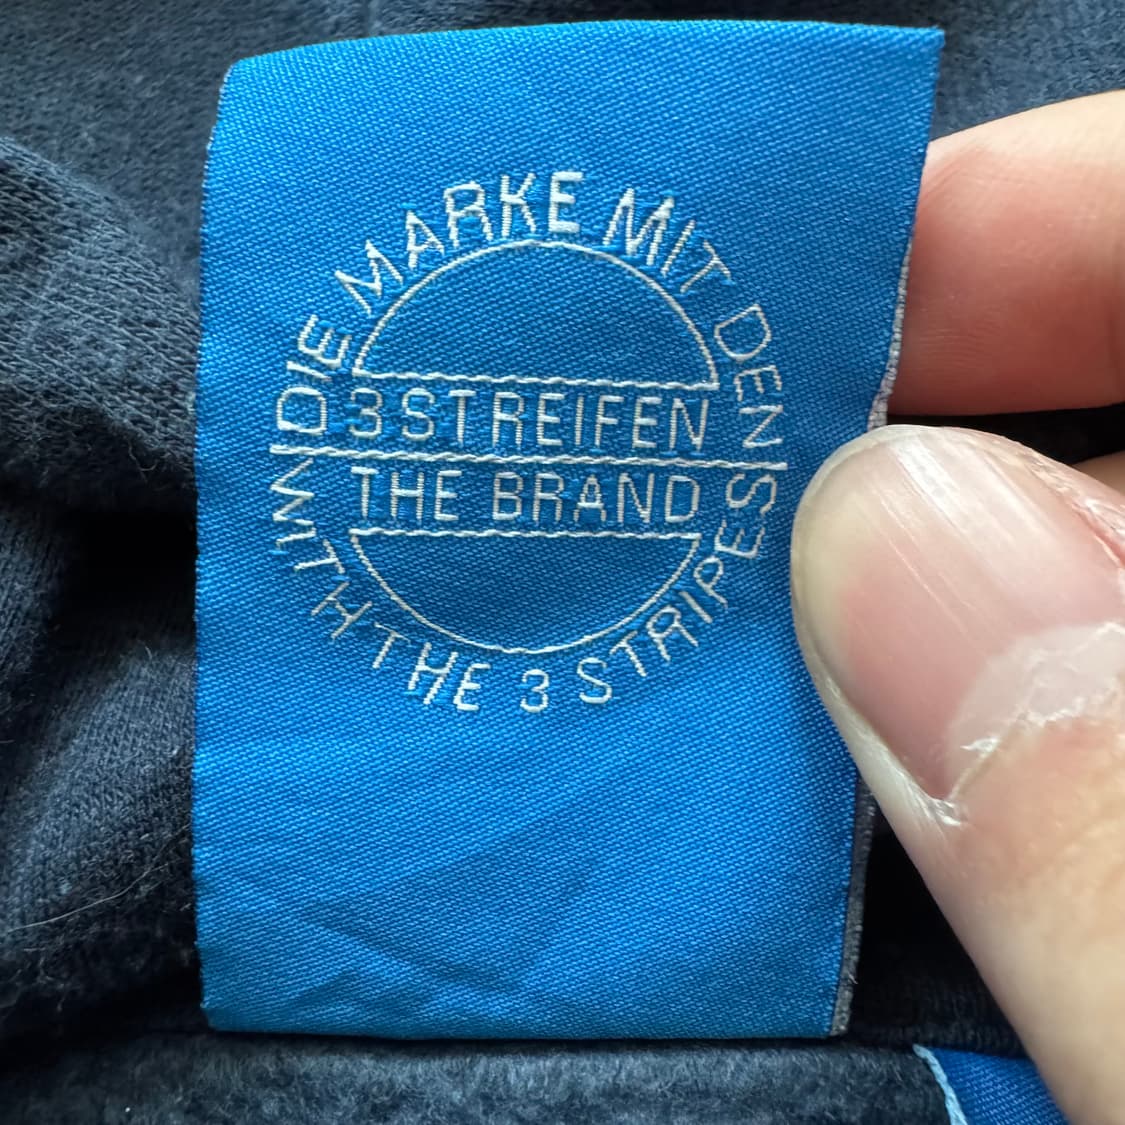 DIE MARKE MIT DEN
3 STREIFEN
THE BRAND
WITH THE 3 STRIPES